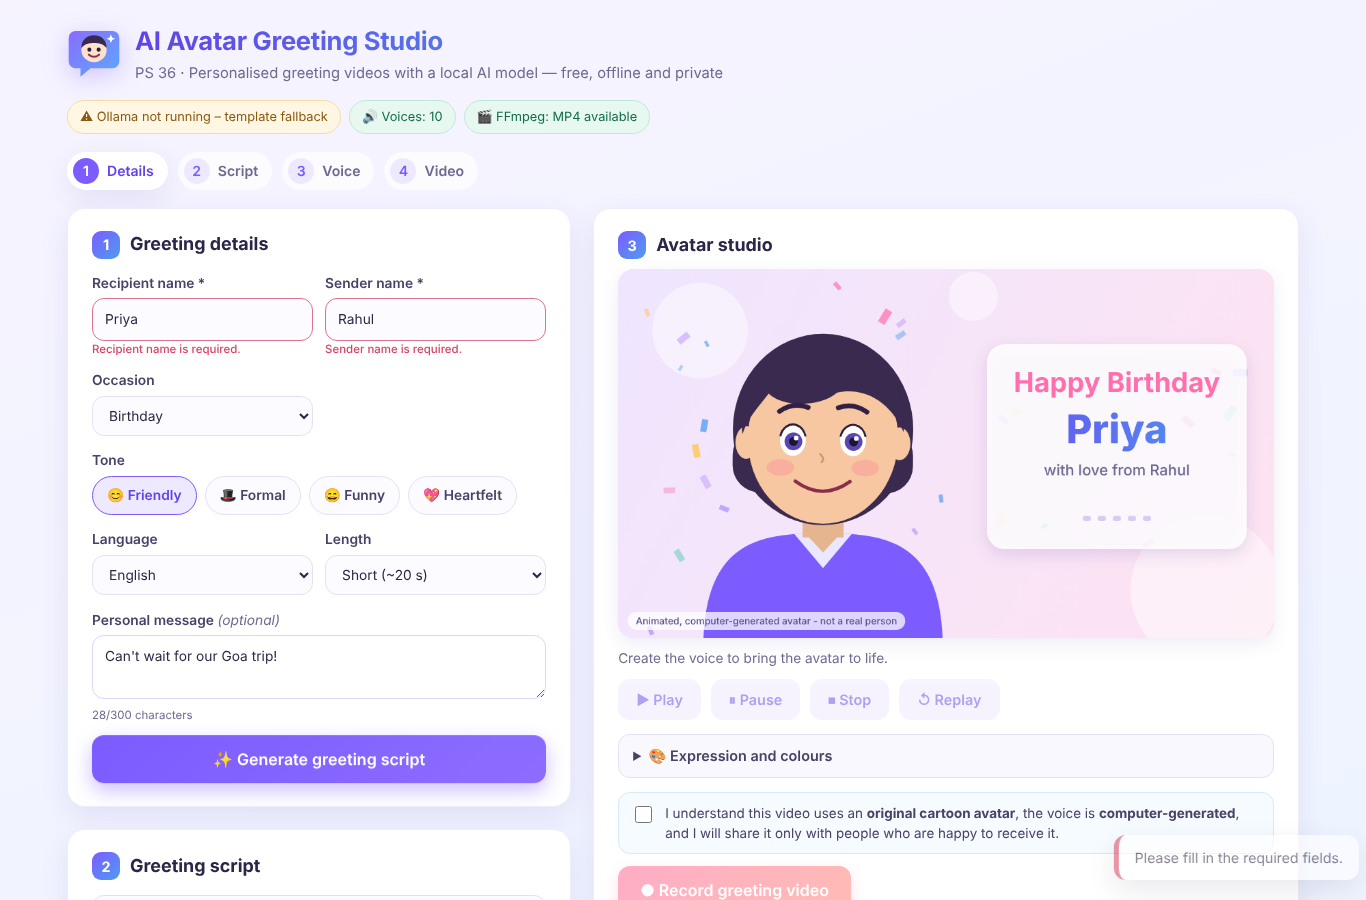 AI Avatar Greeting Studio
PS 36 · Personalised greeting videos with a local AI model — free, offline and private
⚠ Ollama not running – template fallback
🔊 Voices: 10
🎬 FFmpeg: MP4 available
1 Details
2 Script
3 Voice
4 Video
1 Greeting details
Recipient name *
Sender name *
Priya
Rahul
Recipient name is required.
Sender name is required.
Occasion
Birthday
Tone
😊 Friendly
🎩 Formal
😄 Funny
💖 Heartfelt
Language
Length
English
Short (~20 s)
Personal message (optional)
Can't wait for our Goa trip!
28/300 characters
✨ Generate greeting script
2 Greeting script
3 Avatar studio
Happy Birthday
Priya
with love from Rahul
Animated, computer-generated avatar - not a real person
Create the voice to bring the avatar to life.
▶ Play
⏸ Pause
⏹ Stop
↺ Replay
▶ 🎨 Expression and colours
I understand this video uses an original cartoon avatar, the voice is computer-generated,
and I will share it only with people who are happy to receive it.
● Record greeting video
Please fill in the required fields.